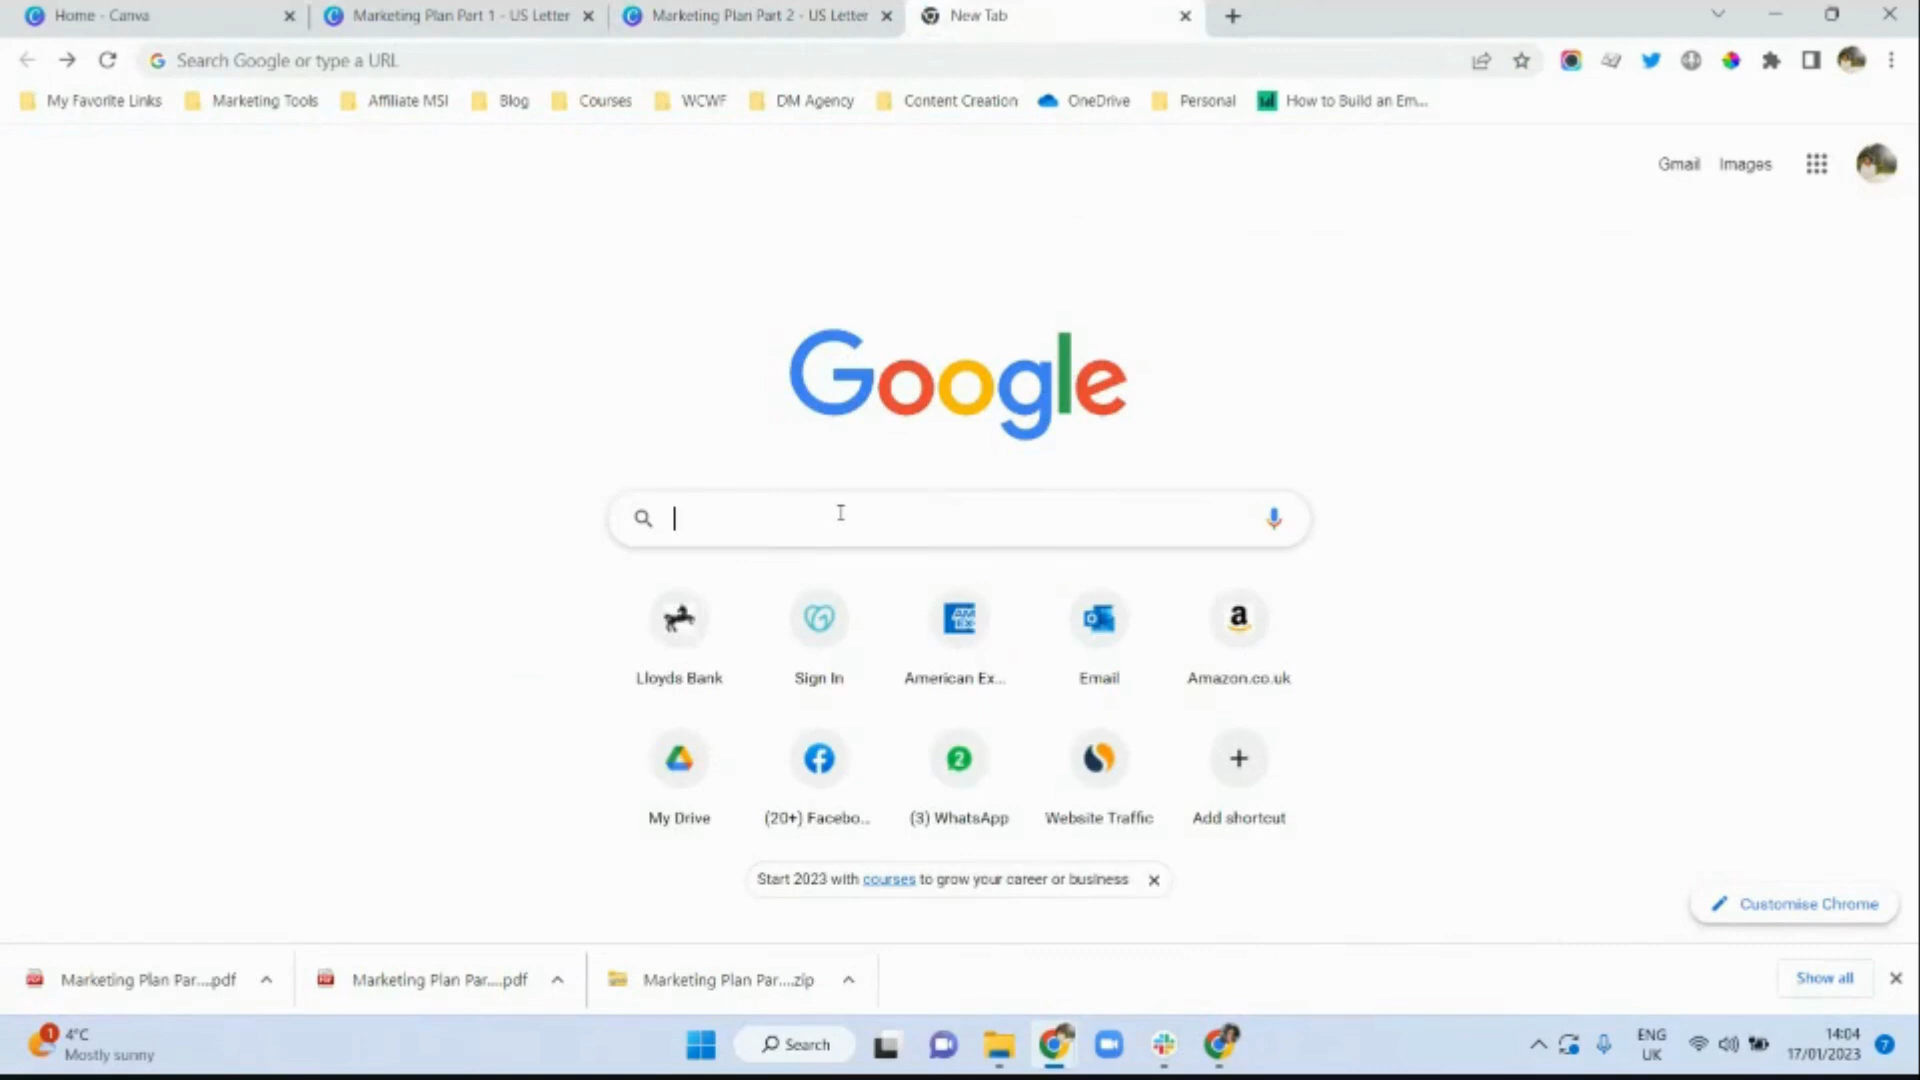 Home - Canva
Marketing Plan Part 1 - US Letter
Marketing Plan Part 2 - US Letter
New Tab
Search Google or type a URL
My Favorite Links
Marketing Tools
Affiliate MSI
Blog
Courses
WCWF
DM Agency
Content Creation
OneDrive
Personal
How to Build an Em...
Gmail
Images
Google
Lloyds Bank
Sign In
AM
EX
American Ex...
Email
a
Amazon.co.uk
My Drive
(20+) Facebo...
2
(3) WhatsApp
Website Traffic
Add shortcut
Start 2023 with courses to grow your career or business
Customise Chrome
Marketing Plan Par....pdf
Marketing Plan Par....pdf
Marketing Plan Par....zip
Show all
1
4°C
Mostly sunny
Search
ENG
UK
14:04
17/01/2023
7